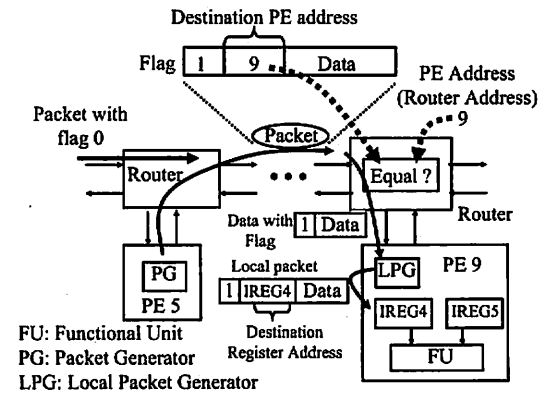 Destination PE address
Flag 1 9 Data
PE Address
(Router Address)
9
Packet with
flag 0
Packet
Router
Equal ?
Router
Data with
Flag
1 Data
PG
PE 5
Local packet
1 IREG4 Data
Destination
Register Address
LPG
PE 9
IREG4 IREG5
FU
FU: Functional Unit
PG: Packet Generator
LPG: Local Packet Generator